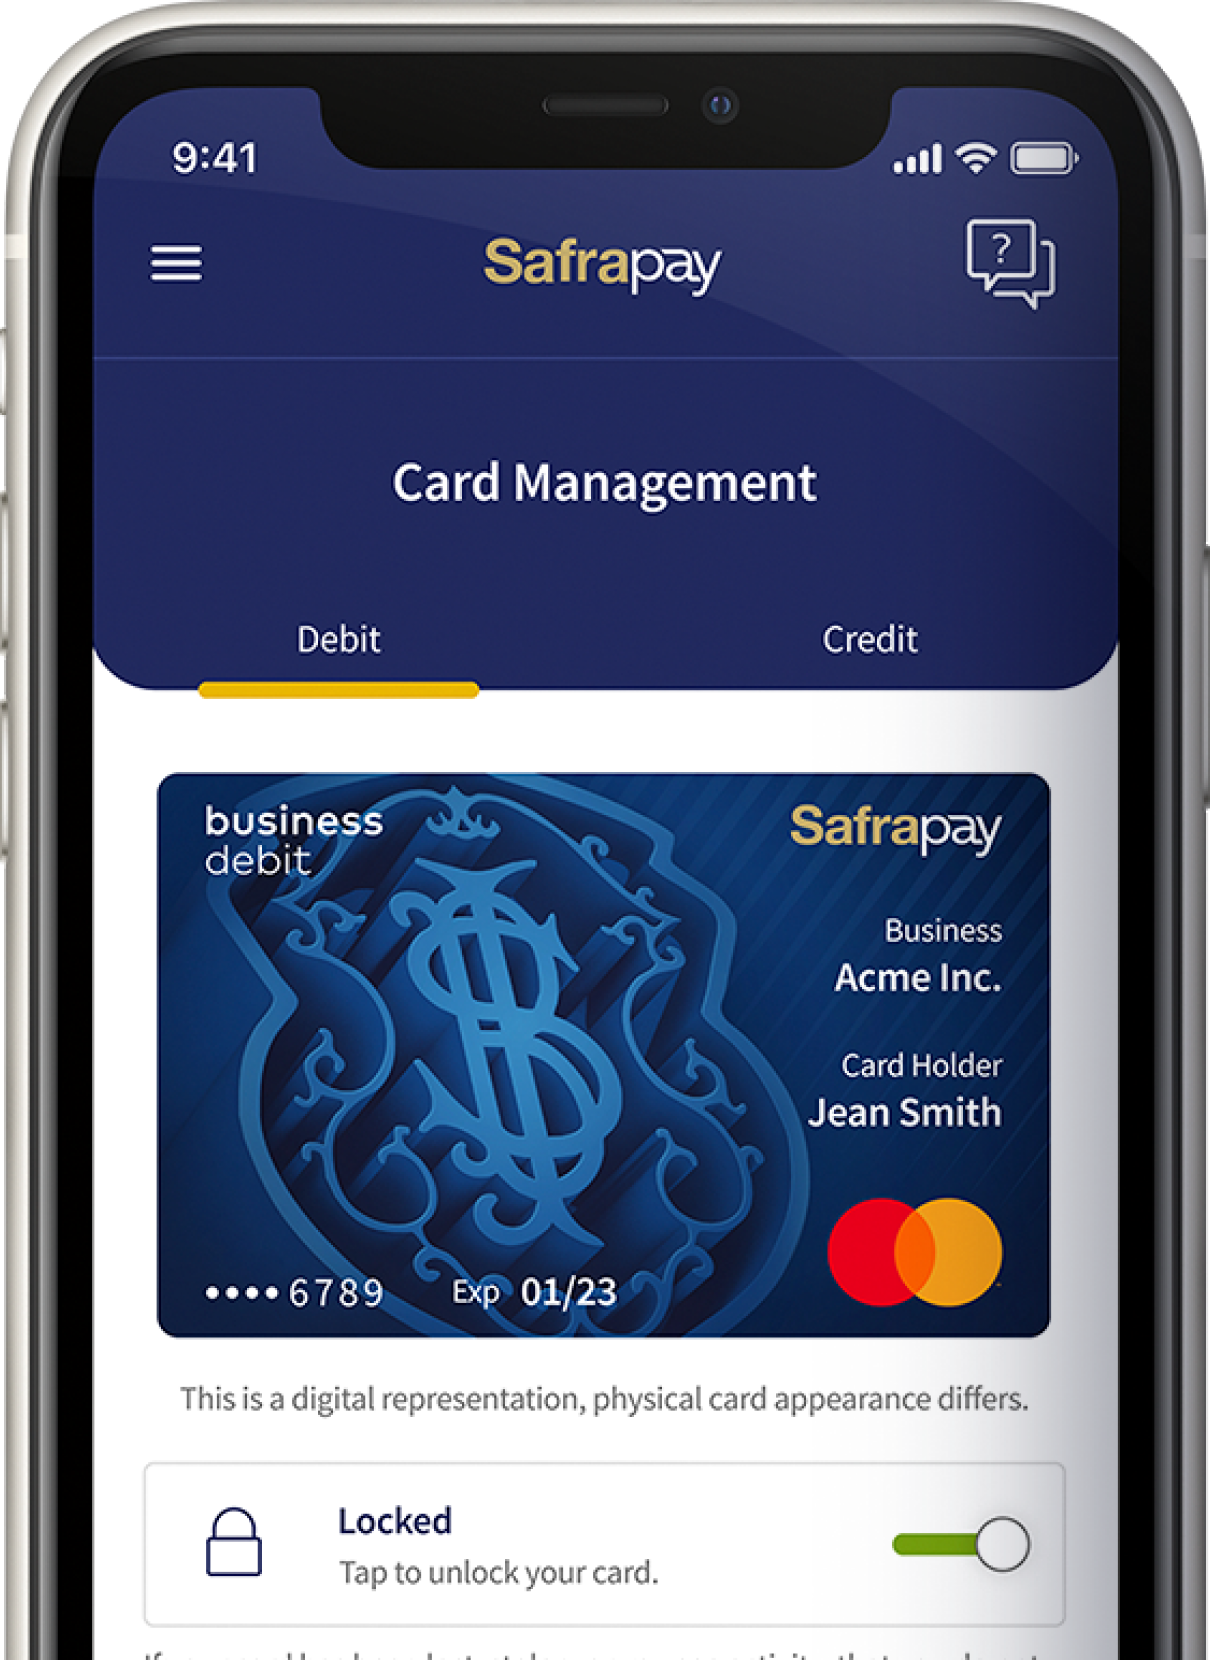 9:41
Safrapay
?
Card Management
Debit
Credit
business
debit
Safrapay
Business
Acme Inc.
Card Holder
Jean Smith
•••• 6789
Exp 01/23
This is a digital representation, physical card appearance differs.
Locked
Tap to unlock your card.